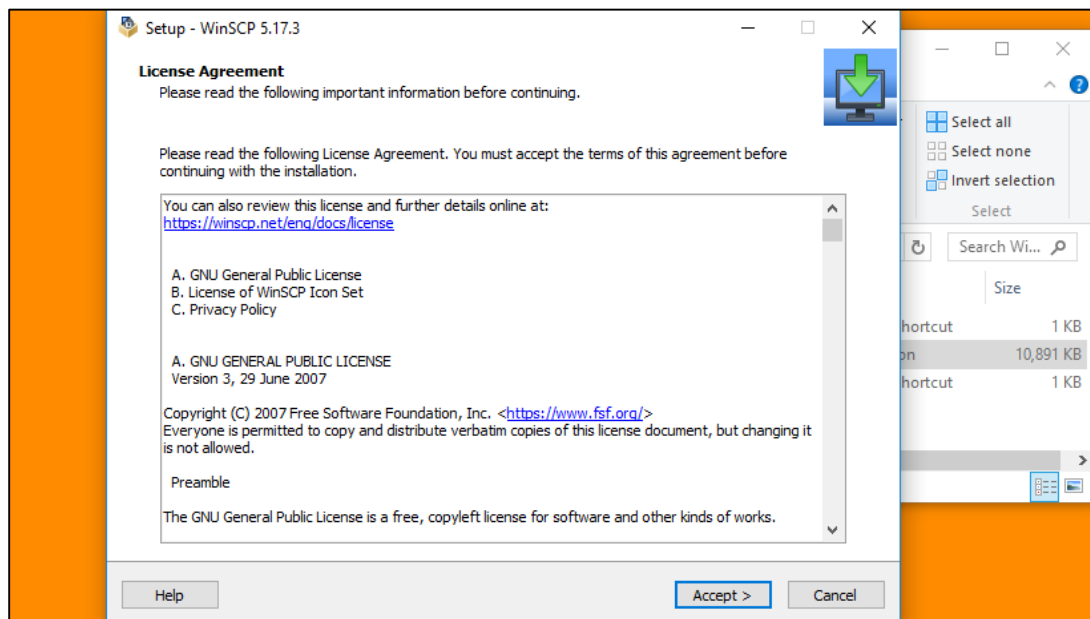 Setup - WinSCP 5.17.3
License Agreement
Please read the following important information before continuing.
Please read the following License Agreement. You must accept the terms of this agreement before
continuing with the installation.
You can also review this license and further details online at:
https://winscp.net/eng/docs/license
A. GNU General Public License
B. License of WinSCP Icon Set
C. Privacy Policy
A. GNU GENERAL PUBLIC LICENSE
Version 3, 29 June 2007
Copyright (C) 2007 Free Software Foundation, Inc. <https://www.fsf.org/>
Everyone is permitted to copy and distribute verbatim copies of this license document, but changing it
is not allowed.
Preamble
The GNU General Public License is a free, copyleft license for software and other kinds of works.
Help
Accept >
Cancel
Select all
Select none
Invert selection
Select
Search Wi...
Size
hortcut 1 KB
on 10,891 KB
hortcut 1 KB